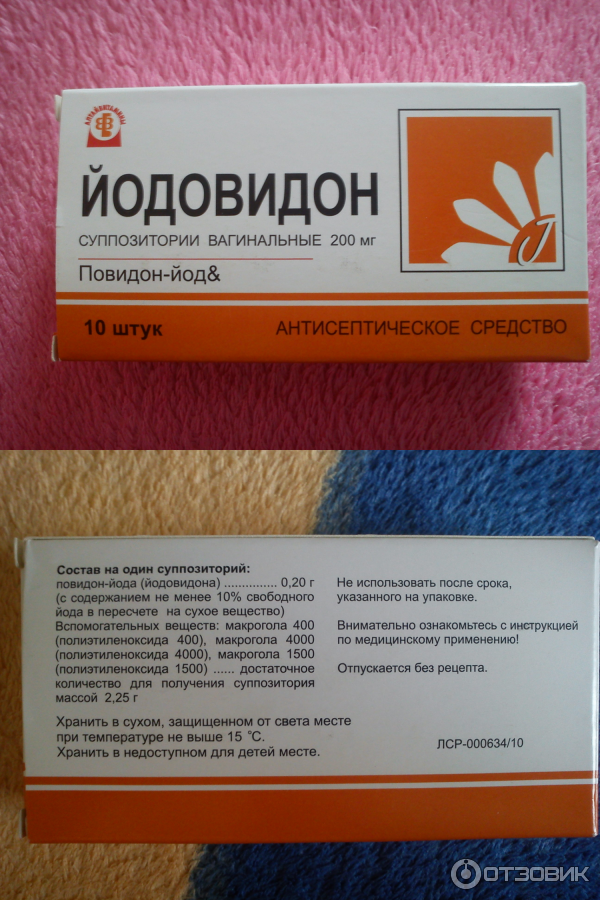 АЛТАЙВИТАМИНЫ
ЙОДОВИДОН
СУППОЗИТОРИИ ВАГИНАЛЬНЫЕ 200 мг
Повидон-йод&
10 штук
АНТИСЕПТИЧЕСКОЕ СРЕДСТВО
Состав на один суппозиторий:
повидон-йода (йодовидона) ............... 0,20 г
(с содержанием не менее 10% свободного
йода в пересчете на сухое вещество)
Вспомогательных веществ: макрогола 400
(полиэтиленоксида 400), макрогола 4000
(полиэтиленоксида 4000), макрогола 1500
(полиэтиленоксида 1500) ...... достаточное
количество для получения суппозитория
массой 2,25 г
Хранить в сухом, защищенном от света месте
при температуре не выше 15 °С.
Хранить в недоступном для детей месте.
Не использовать после срока,
указанного на упаковке.
Внимательно ознакомьтесь с инструкцией
по медицинскому применению!
Отпускается без рецепта.
ЛСР-000634/10
ОТЗОВИК